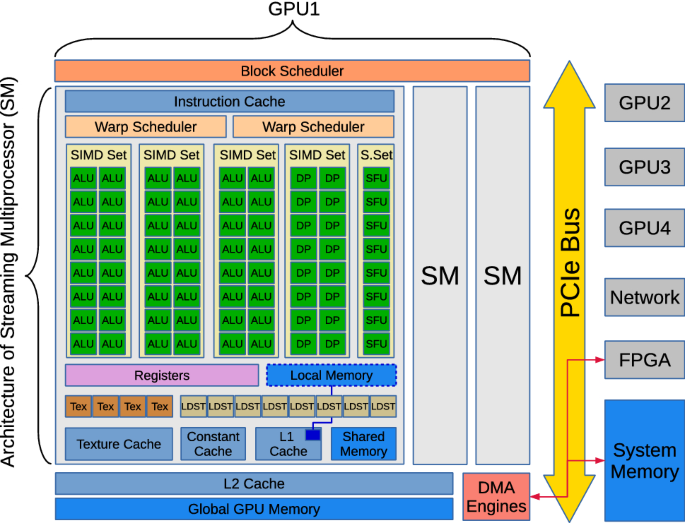 GPU1
Block Scheduler
Architecture of Streaming Multiprocessor (SM)
Instruction Cache
Warp Scheduler Warp Scheduler
SIMD Set SIMD Set SIMD Set SIMD Set S.Set
ALU ALU ALU ALU ALU ALU DP DP SFU
ALU ALU ALU ALU ALU ALU DP DP SFU
ALU ALU ALU ALU ALU ALU DP DP SFU
ALU ALU ALU ALU ALU ALU DP DP SFU
ALU ALU ALU ALU ALU ALU DP DP SFU
ALU ALU ALU ALU ALU ALU DP DP SFU
ALU ALU ALU ALU ALU ALU DP DP SFU
ALU ALU ALU ALU ALU ALU DP DP SFU
Registers Local Memory
Tex Tex Tex Tex LDST LDST LDST LDST LDST LDST LDST LDST
Texture Cache
Constant
Cache
L1
Cache
Shared
Memory
SM
SM
L2 Cache
Global GPU Memory
DMA
Engines
PCIe Bus
GPU2
GPU3
GPU4
Network
FPGA
System
Memory